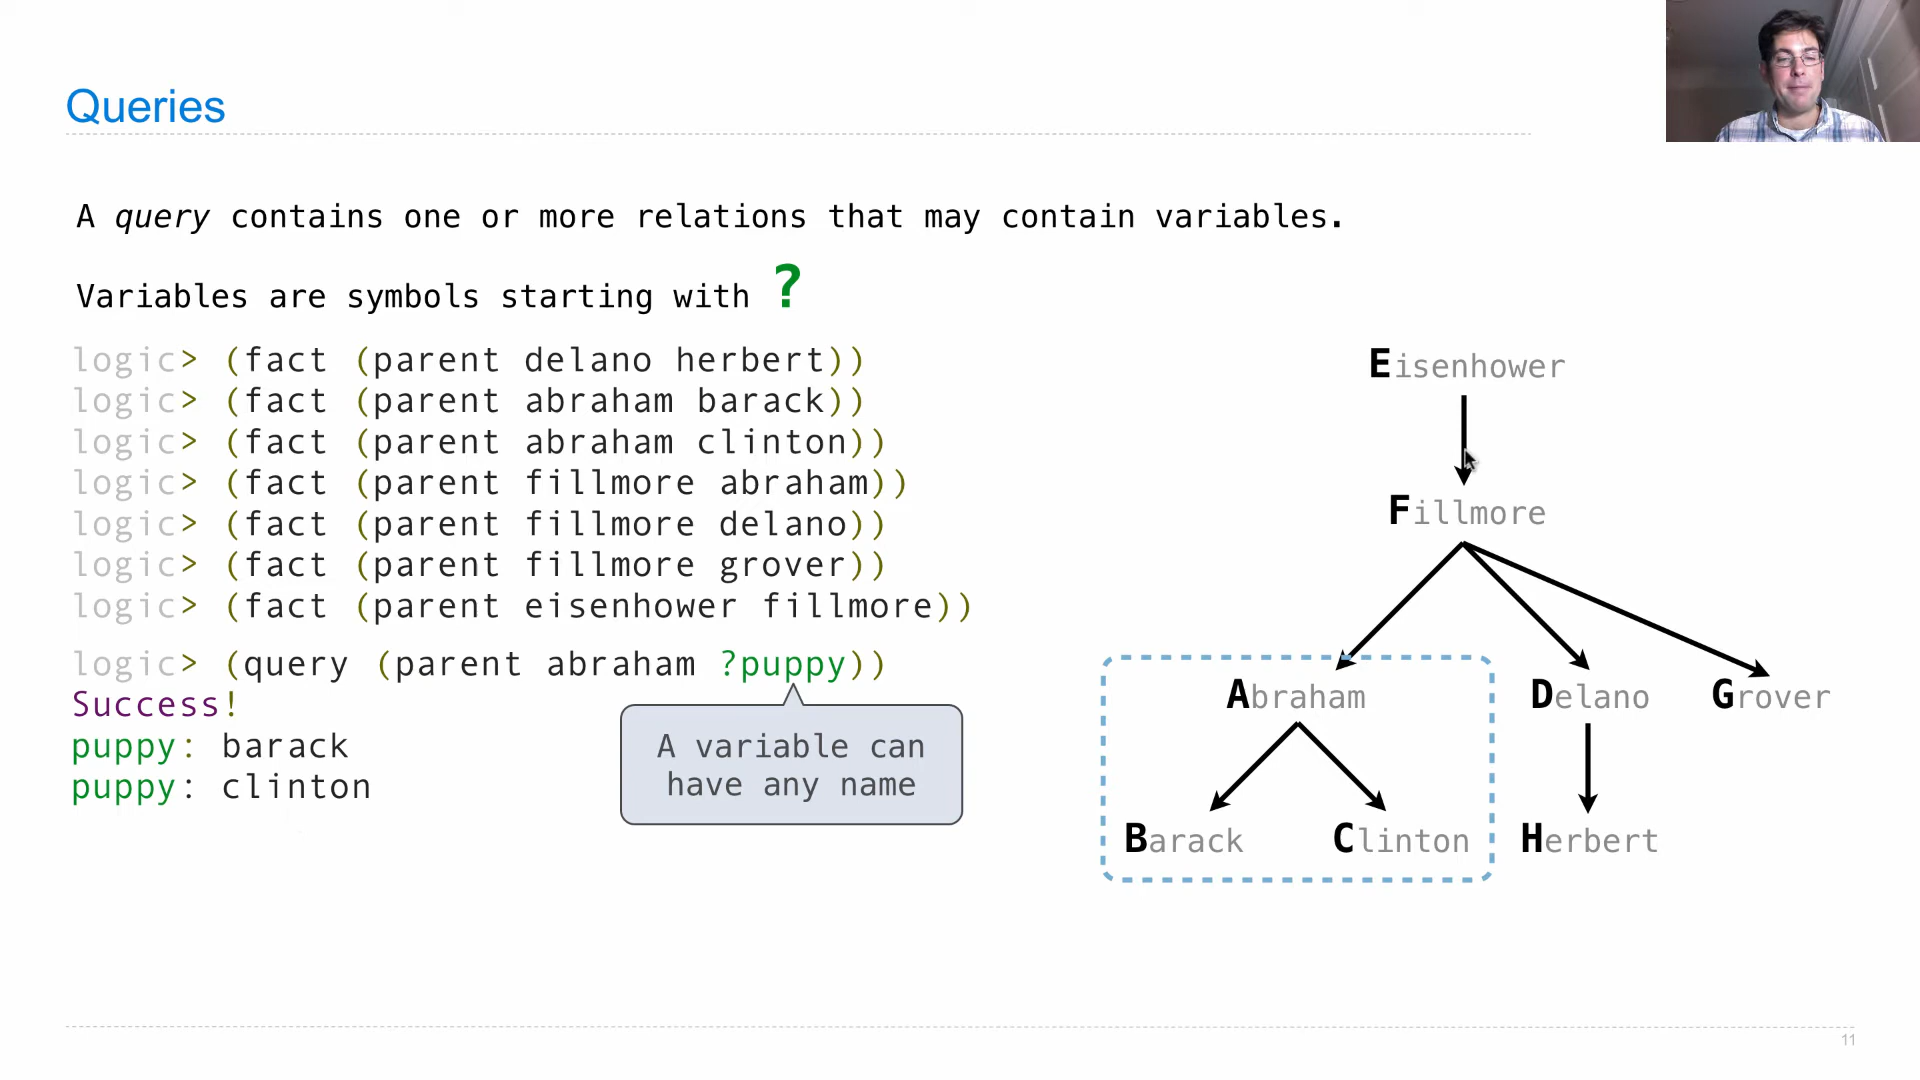 Queries
A query contains one or more relations that may contain variables.
Variables are symbols starting with ?
logic> (fact (parent delano herbert))
logic> (fact (parent abraham barack))
logic> (fact (parent abraham clinton))
logic> (fact (parent fillmore abraham))
logic> (fact (parent fillmore delano))
logic> (fact (parent fillmore grover))
logic> (fact (parent eisenhower fillmore))
logic> (query (parent abraham ?puppy))
Success!
puppy: barack
puppy: clinton
A variable can
have any name
Eisenhower
Fillmore
Abraham Delano Grover
Barack Clinton Herbert
11